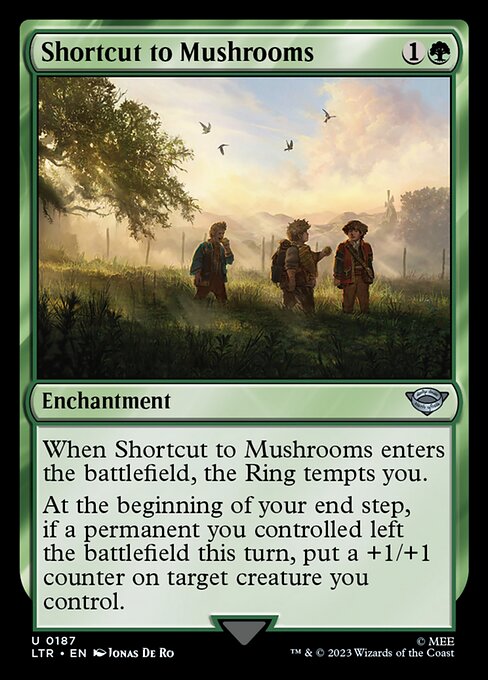 Shortcut to Mushrooms 1
Enchantment
When Shortcut to Mushrooms enters
the battlefield, the Ring tempts you.
At the beginning of your end step,
if a permanent you controlled left
the battlefield this turn, put a +1/+1
counter on target creature you
control.
U 0187
LTR • EN Jonas De Ro
© MEE
™ & © 2023 Wizards of the Coast